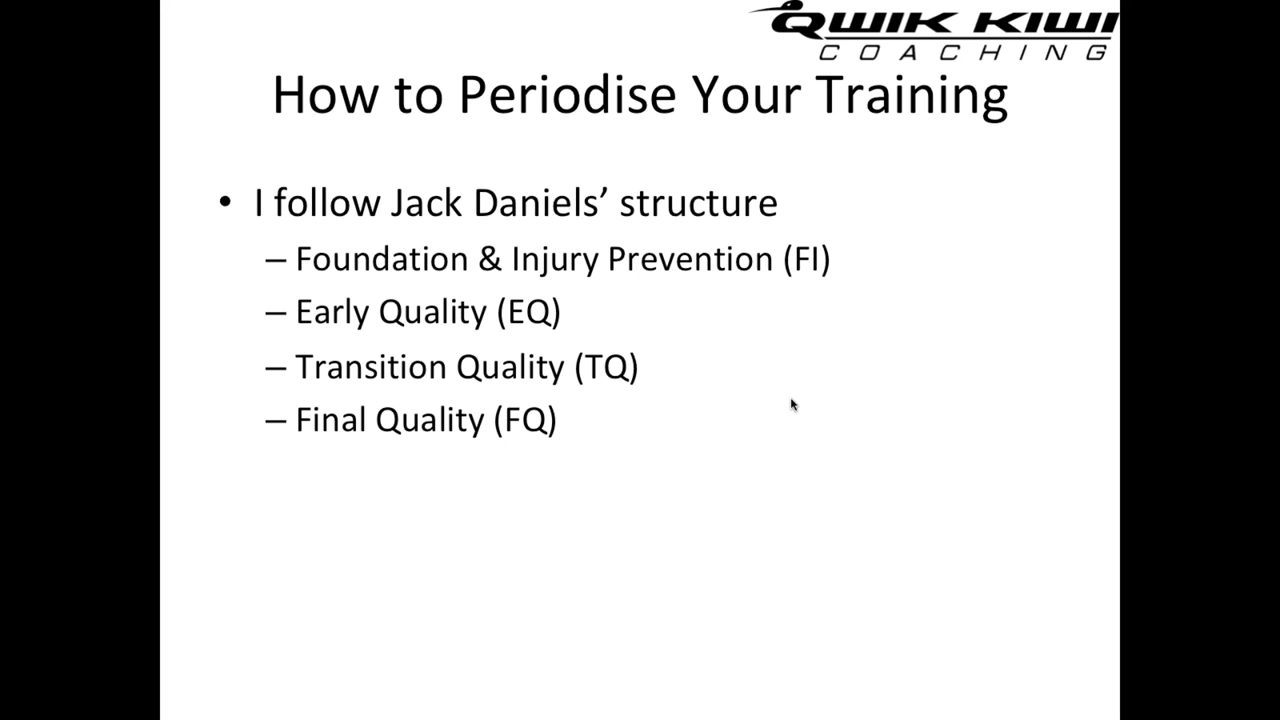 QWIK KIWI
COACHING
How to Periodise Your Training
• I follow Jack Daniels’ structure
– Foundation & Injury Prevention (FI)
– Early Quality (EQ)
– Transition Quality (TQ)
– Final Quality (FQ)